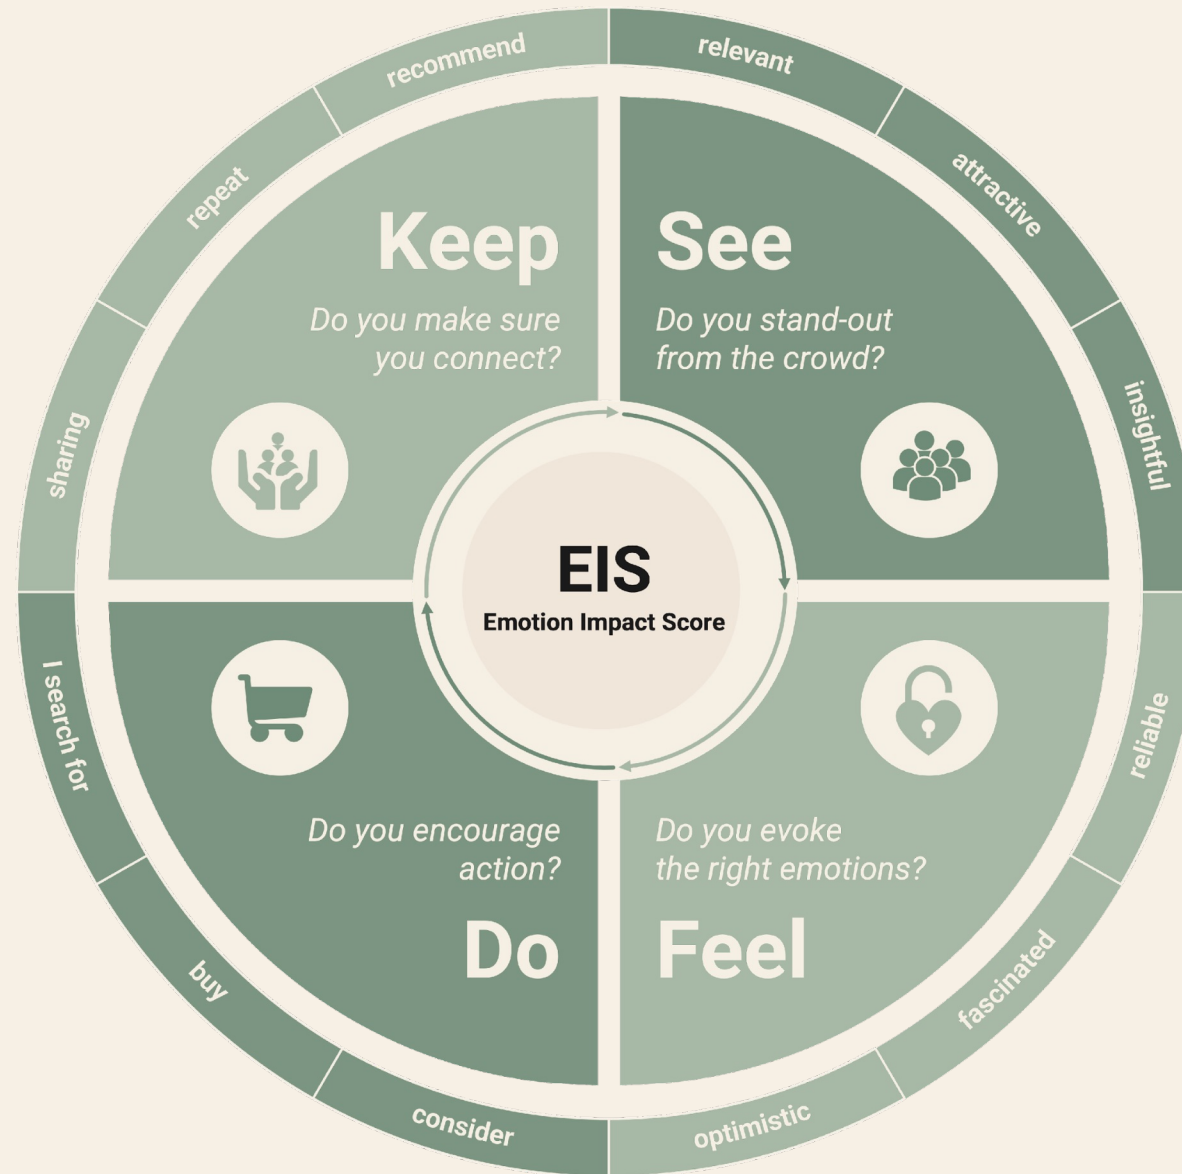 recommend
relevant
repeat
attractive
Keep
See
Do you make sure
you connect?
Do you stand-out
from the crowd?
sharing
insightful
EIS
Emotion Impact Score
I search for
reliable
Do you encourage
action?
Do you evoke
the right emotions?
Do
Feel
buy
fascinated
consider
optimistic